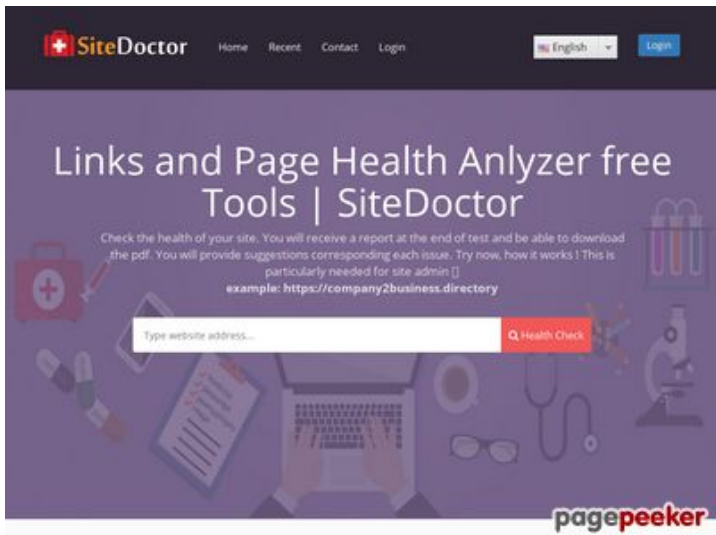 SiteDoctor
Home Recent Contact Login
English
Login
Links and Page Health Anlyzer free
Tools | SiteDoctor
Check the health of your site. You will receive a report at the end of test and be able to download
the pdf. You will provide suggestions corresponding each issue. Try now, how it works ! This is
particularly needed for site admin
example: https://company2business.directory
Type website address...
Health Check
pagepeeker